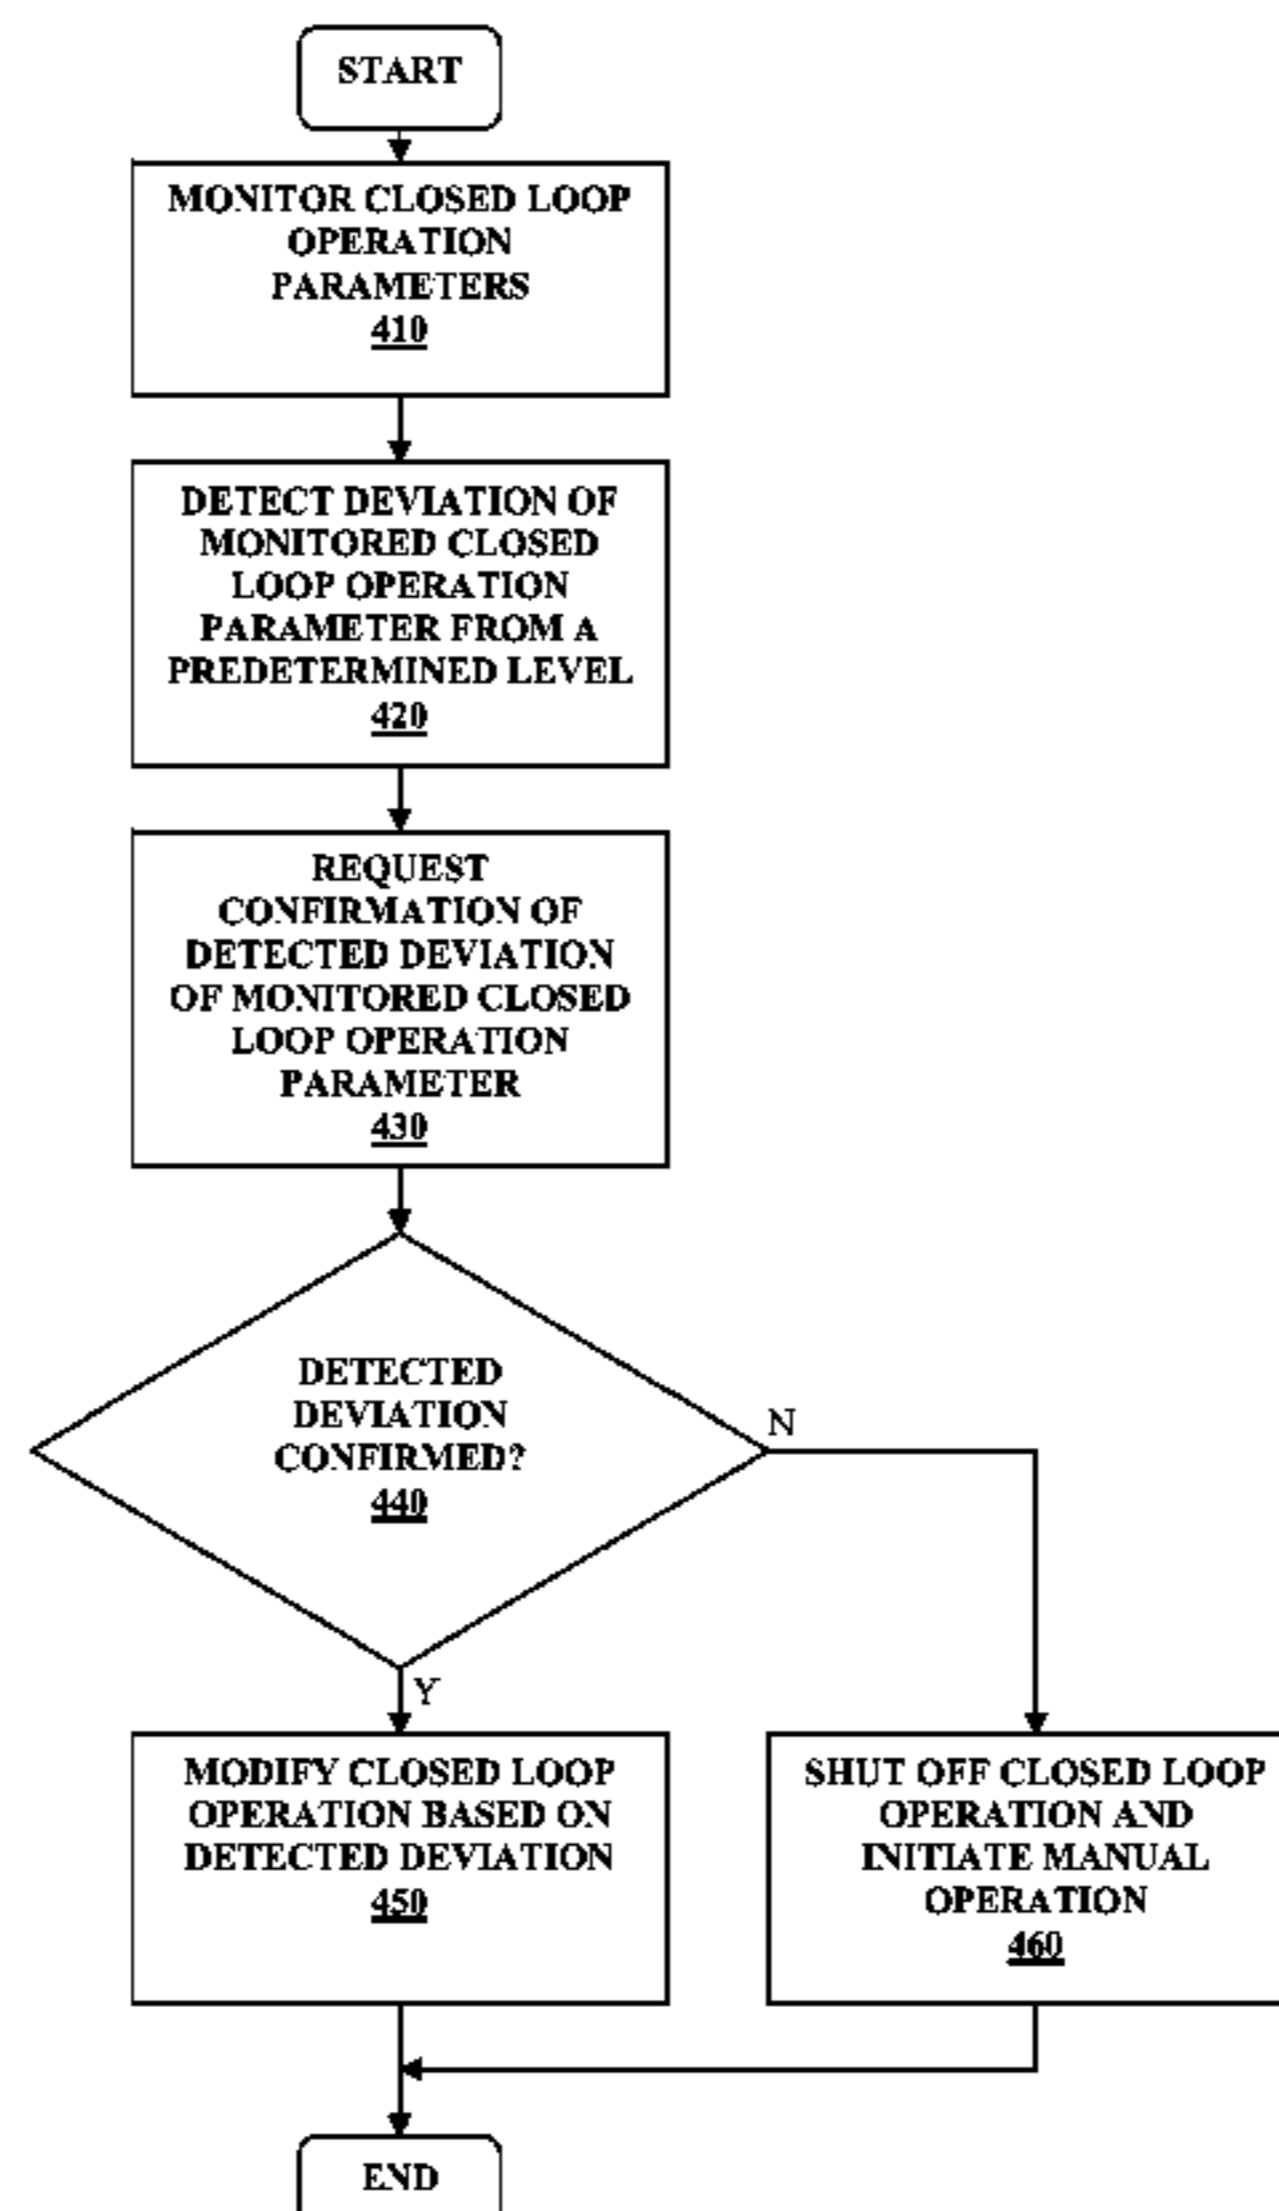 START
MONITOR CLOSED LOOP
OPERATION
PARAMETERS
410
DETECT DEVIATION OF
MONITORED CLOSED
LOOP OPERATION
PARAMETER FROM A
PREDETERMINED LEVEL
420
REQUEST
CONFIRMATION OF
DETECTED DEVIATION
OF MONITORED CLOSED
LOOP OPERATION
PARAMETER
430
DETECTED
DEVIATION
CONFIRMED?
440
N
Y
MODIFY CLOSED LOOP
OPERATION BASED ON
DETECTED DEVIATION
450
SHUT OFF CLOSED LOOP
OPERATION AND
INITIATE MANUAL
OPERATION
460
END